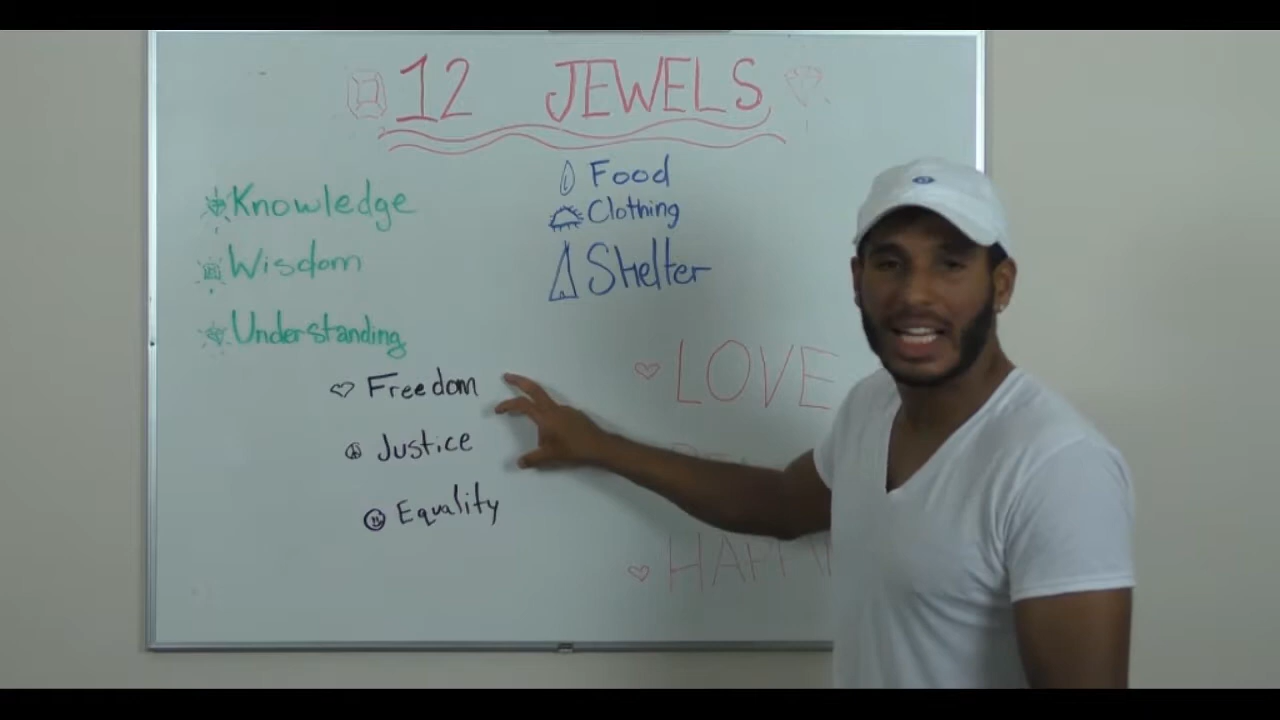 12 JEWELS
Knowledge
Wisdom
Understanding
Freedom
Justice
Equality
Food
Clothing
Shelter
LOVE